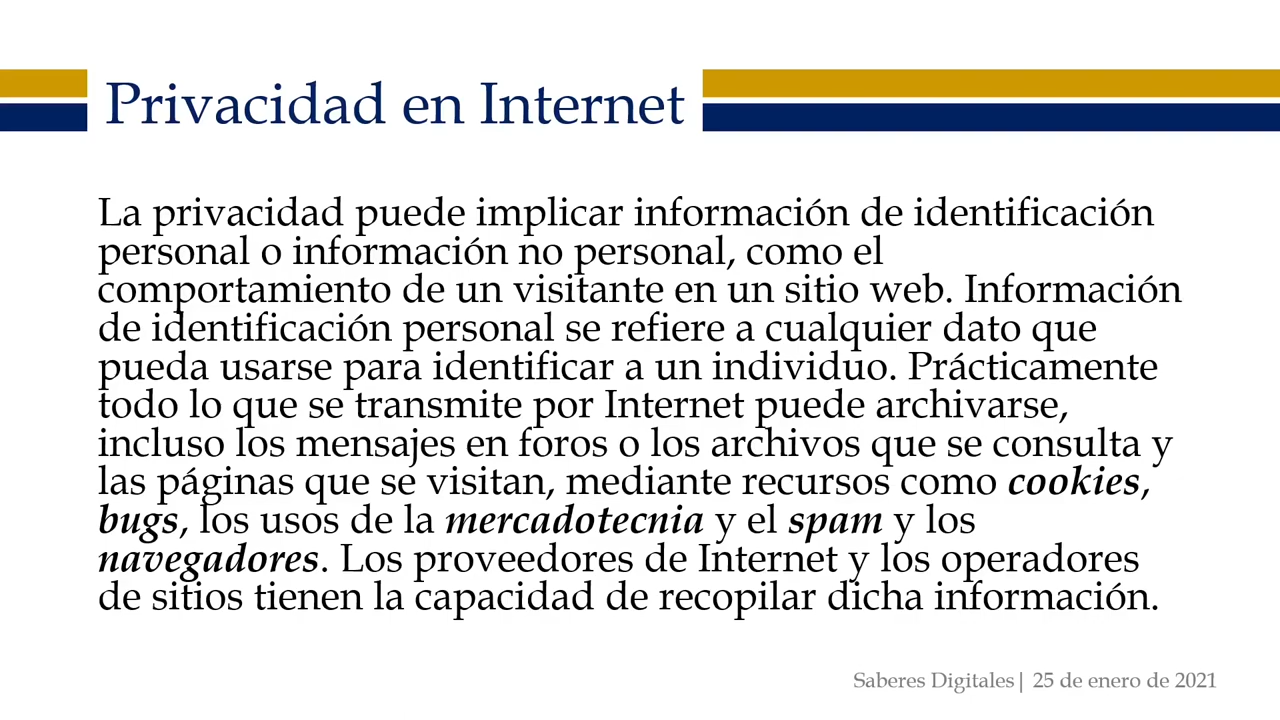 Privacidad en Internet
La privacidad puede implicar información de identificación
personal o información no personal, como el
comportamiento de un visitante en un sitio web. Información
de identificación personal se refiere a cualquier dato que
pueda usarse para identificar a un individuo. Prácticamente
todo lo que se transmite por Internet puede archivarse,
incluso los mensajes en foros o los archivos que se consulta y
las páginas que se visitan, mediante recursos como cookies,
bugs, los usos de la mercadotecnia y el spam y los
navegadores. Los proveedores de Internet y los operadores
de sitios tienen la capacidad de recopilar dicha información.
Saberes Digitales| 25 de enero de 2021